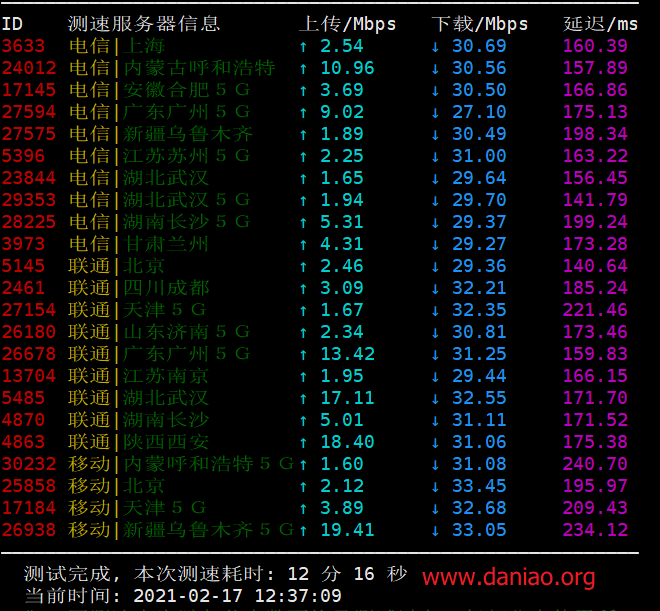 ID 测速服务器信息 上传/Mbps 下载/Mbps 延迟/ms
3633 电信|上海 ↑ 2.54 ↓ 30.69 160.39
24012 电信|内蒙古呼和浩特 ↑ 10.96 ↓ 30.56 157.89
17145 电信|安徽合肥５Ｇ ↑ 3.69 ↓ 30.50 166.86
27594 电信|广东广州５Ｇ ↑ 9.02 ↓ 27.10 175.13
27575 电信|新疆乌鲁木齐 ↑ 1.89 ↓ 30.49 198.34
5396 电信|江苏苏州５Ｇ ↑ 2.25 ↓ 31.00 163.22
23844 电信|湖北武汉 ↑ 1.65 ↓ 29.64 156.45
29353 电信|湖北武汉５Ｇ ↑ 1.94 ↓ 29.70 141.79
28225 电信|湖南长沙５Ｇ ↑ 5.31 ↓ 29.37 199.24
3973 电信|甘肃兰州 ↑ 4.31 ↓ 29.27 173.28
5145 联通|北京 ↑ 2.46 ↓ 29.36 140.64
2461 联通|四川成都 ↑ 3.09 ↓ 32.21 185.24
27154 联通|天津５Ｇ ↑ 1.67 ↓ 32.35 221.46
26180 联通|山东济南５Ｇ ↑ 2.34 ↓ 30.81 173.46
26678 联通|广东广州５Ｇ ↑ 13.42 ↓ 31.25 159.83
13704 联通|江苏南京 ↑ 1.95 ↓ 29.44 166.15
5485 联通|湖北武汉 ↑ 17.11 ↓ 32.55 171.70
4870 联通|湖南长沙 ↑ 5.01 ↓ 31.11 171.52
4863 联通|陕西西安 ↑ 18.40 ↓ 31.06 175.38
30232 移动|内蒙呼和浩特５Ｇ ↑ 1.60 ↓ 31.08 240.70
25858 移动|北京 ↑ 2.12 ↓ 33.45 195.97
17184 移动|天津５Ｇ ↑ 3.89 ↓ 32.68 209.43
26938 移动|新疆乌鲁木齐５Ｇ ↑ 19.41 ↓ 33.05 234.12
测试完成, 本次测速耗时: 12 分 16 秒 www.daniao.org
当前时间: 2021-02-17 12:37:09